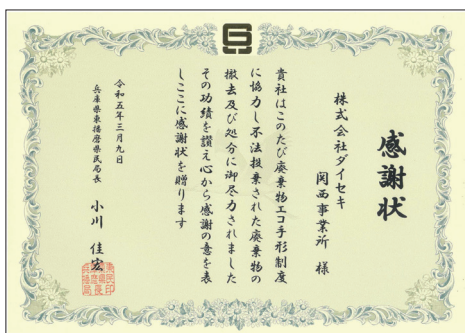 感謝状
株式会社ダイセキ
関西事業所 様
貴社はこのたび廃棄物エコ手形制度
に協力し不法投棄された廃棄物の
撤去及び処分に御尽力されました
その功績を讃え心から感謝の意を表
しここに感謝状を贈ります
令和五年三月九日
兵庫県東播磨県民局長 小川 佳宏